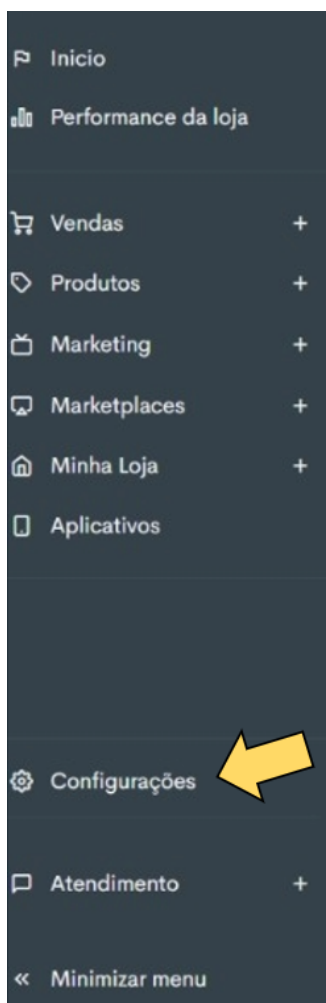 Inicio
Performance da loja
Vendas +
Produtos +
Marketing +
Marketplaces +
Minha Loja +
Aplicativos
Configurações
Atendimento +
« Minimizar menu